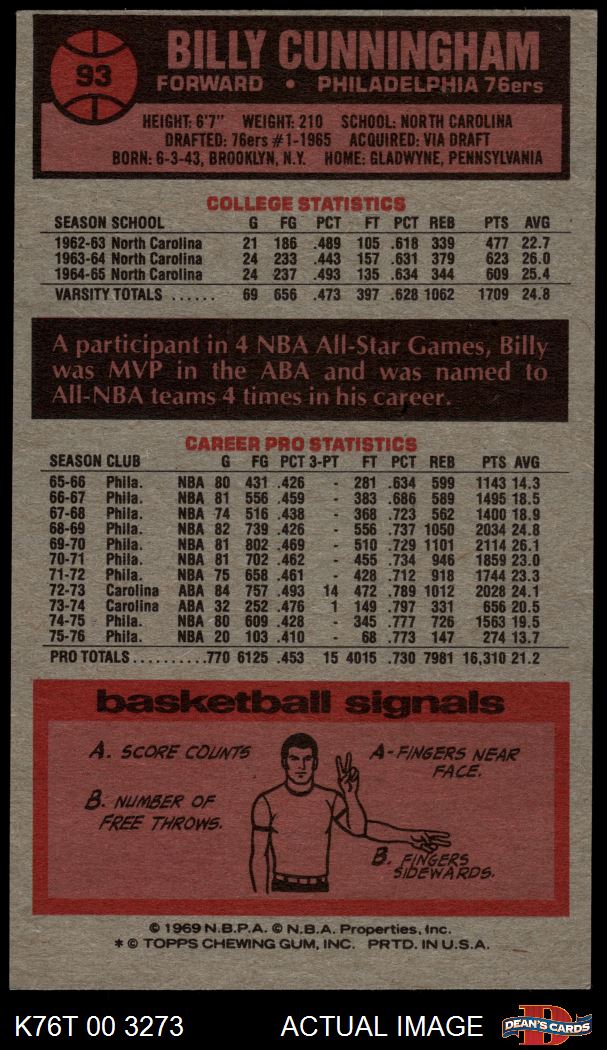 93
BILLY CUNNINGHAM
FORWARD • PHILADELPHIA 76ers
HEIGHT: 6'7" WEIGHT: 210 SCHOOL: NORTH CAROLINA
DRAFTED: 76ers #1-1965 ACQUIRED: VIA DRAFT
BORN: 6-3-43, BROOKLYN, N.Y. HOME: GLADWYNE, PENNSYLVANIA
COLLEGE STATISTICS
SEASON SCHOOL G FG PCT FT PCT REB PTS AVG
1962-63 North Carolina 21 186 .489 105 .618 339 477 22.7
1963-64 North Carolina 24 233 .443 157 .631 379 623 26.0
1964-65 North Carolina 24 237 .493 135 .634 344 609 25.4
VARSITY TOTALS ...... 69 656 .473 397 .628 1062 1709 24.8
A participant in 4 NBA All-Star Games, Billy
was MVP in the ABA and was named to
All-NBA teams 4 times in his career.
CAREER PRO STATISTICS
SEASON CLUB G FG PCT 3-PT FT PCT REB PTS AVG
65-66 Phila. NBA 80 431 .426 - 281 .634 599 1143 14.3
66-67 Phila. NBA 81 556 .459 - 383 .686 589 1495 18.5
67-68 Phila. NBA 74 516 .438 - 368 .723 562 1400 18.9
68-69 Phila. NBA 82 739 .426 - 556 .737 1050 2034 24.8
69-70 Phila. NBA 81 802 .469 - 510 .729 1101 2114 26.1
70-71 Phila. NBA 81 702 .462 - 455 .734 946 1859 23.0
71-72 Phila. NBA 75 658 .461 - 428 .712 918 1744 23.3
72-73 Carolina ABA 84 757 .493 14 472 .789 1012 2028 24.1
73-74 Carolina ABA 32 252 .476 1 149 .797 331 656 20.5
74-75 Phila. NBA 80 609 .428 - 345 .777 726 1563 19.5
75-76 Phila. NBA 20 103 .410 - 68 .773 147 274 13.7
PRO TOTALS..........770 6125 .453 15 4015 .730 7981 16,310 21.2
basketball signals
A. SCORE COUNTS
B. NUMBER OF
FREE THROWS.
A-FINGERS NEAR
FACE.
B. FINGERS
SIDEWARDS.
© 1969 N.B.P.A. © N.B.A. Properties, Inc.
* © TOPPS CHEWING GUM, INC. PRTD. IN U.S.A.
K76T 00 3273 ACTUAL IMAGE
D
DEAN'S CARDS